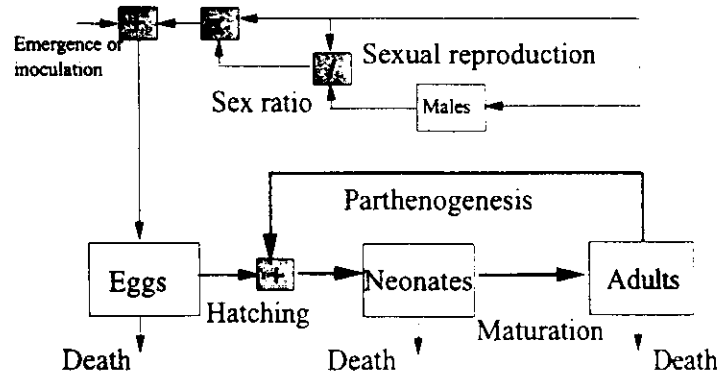 Emergence or
inoculation
+
Sexual reproduction
/
Sex ratio
Males
Parthenogenesis
Eggs
+
Neonates
Adults
Hatching
Maturation
Death
Death
Death